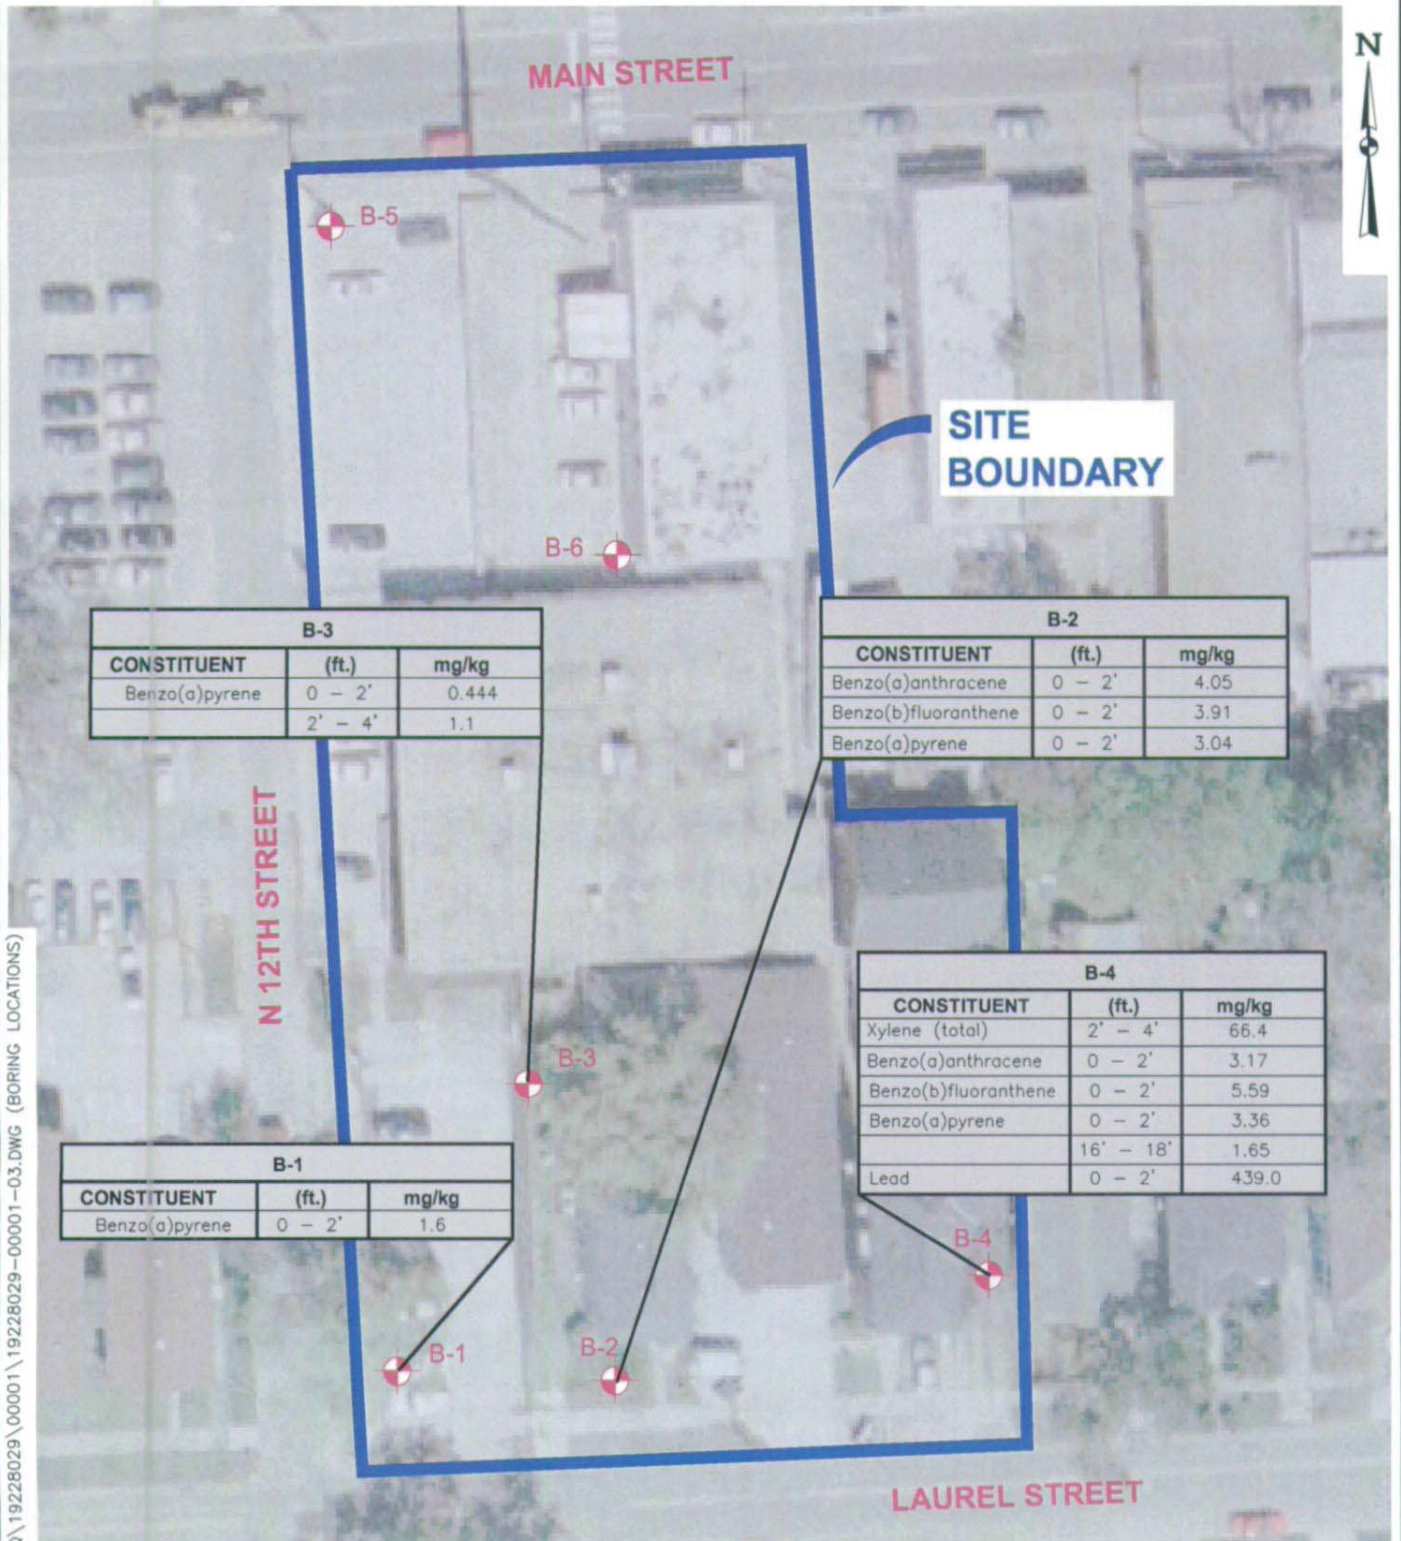 N
MAIN STREET
B-5
SITE
BOUNDARY
B-6
B-3
CONSTITUENT (ft.) mg/kg
Benzo(a)pyrene 0 - 2' 0.444
2' - 4' 1.1
B-2
CONSTITUENT (ft.) mg/kg
Benzo(a)anthracene 0 - 2' 4.05
Benzo(b)fluoranthene 0 - 2' 3.91
Benzo(a)pyrene 0 - 2' 3.04
N 12TH STREET
B-4
CONSTITUENT (ft.) mg/kg
Xylene (total) 2' - 4' 66.4
Benzo(a)anthracene 0 - 2' 3.17
Benzo(b)fluoranthene 0 - 2' 5.59
Benzo(a)pyrene 0 - 2' 3.36
16' - 18' 1.65
Lead 0 - 2' 439.0
B-3
B-1
CONSTITUENT (ft.) mg/kg
Benzo(a)pyrene 0 - 2' 1.6
B-4
B-1
B-2
LAUREL STREET
\19228029\00001\19228029-00001-03.DWG (BORING LOCATIONS)